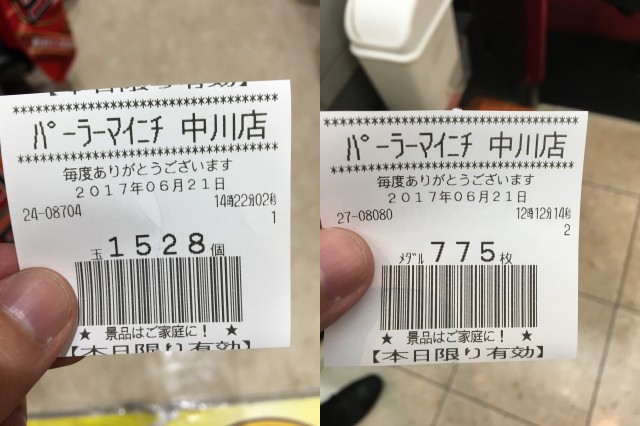 【本日限り有効】
********************************
ﾊﾟｰﾗｰﾏｲﾆﾁ 中川店
********************************
毎度ありがとうございます
2017年06月21日
24-08704 14時22分02秒
1
玉1528個
★ 景品はご家庭に! ★
【本日限り有効】
********************************
ﾊﾟｰﾗｰﾏｲﾆﾁ 中川店
********************************
毎度ありがとうございます
2017年06月21日
27-08080 12時12分14秒
2
ﾒﾀﾞﾙ 775枚
★ 景品はご家庭に! ★
【本日限り有効】